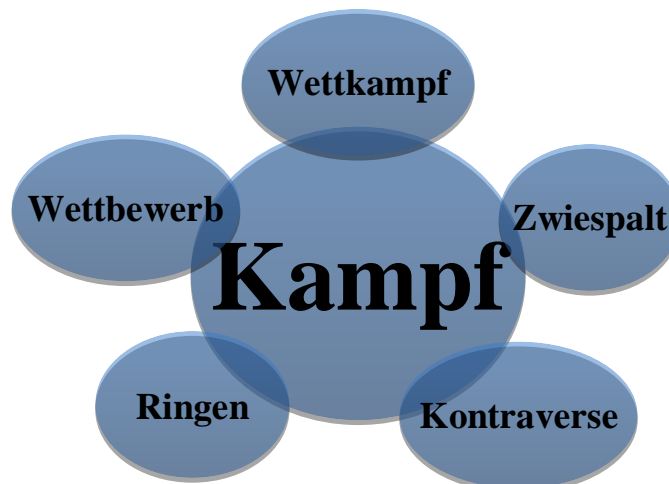 Wettkampf
Wettbewerb
Zwiespalt
Kampf
Ringen
Kontraverse